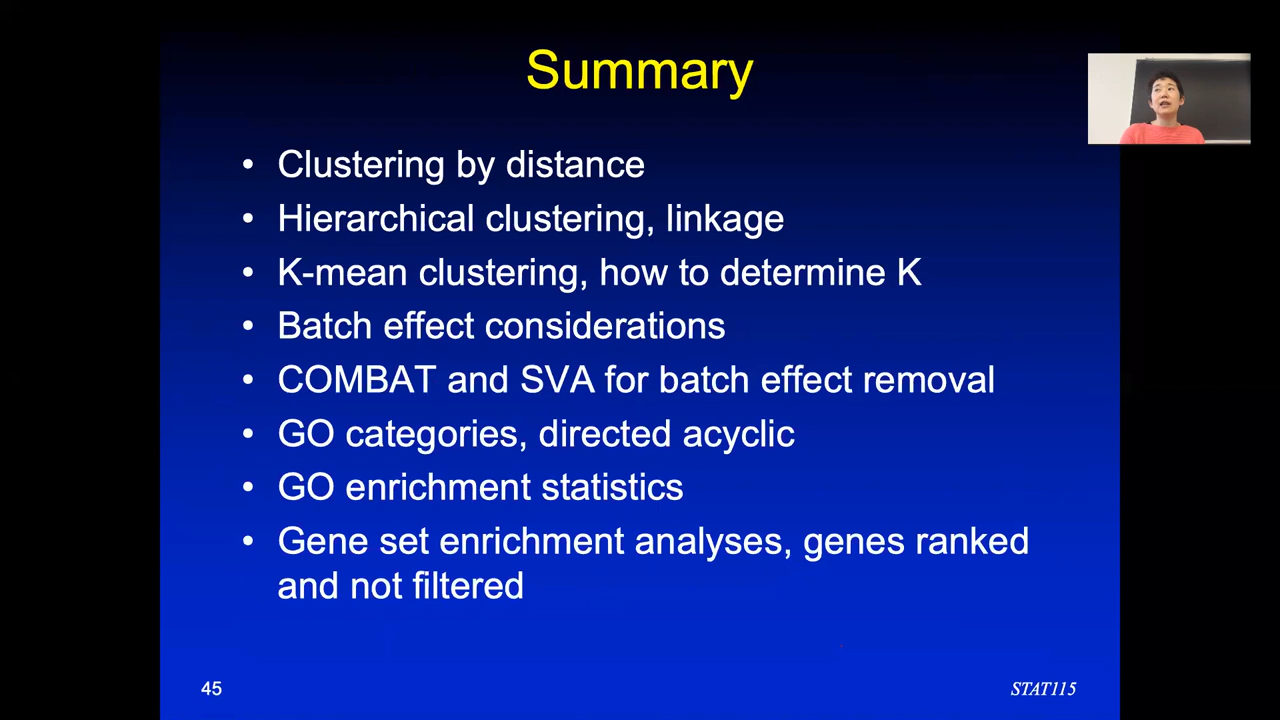 Summary
• Clustering by distance
• Hierarchical clustering, linkage
• K-mean clustering, how to determine K
• Batch effect considerations
• COMBAT and SVA for batch effect removal
• GO categories, directed acyclic
• GO enrichment statistics
• Gene set enrichment analyses, genes ranked
and not filtered
45
STAT115